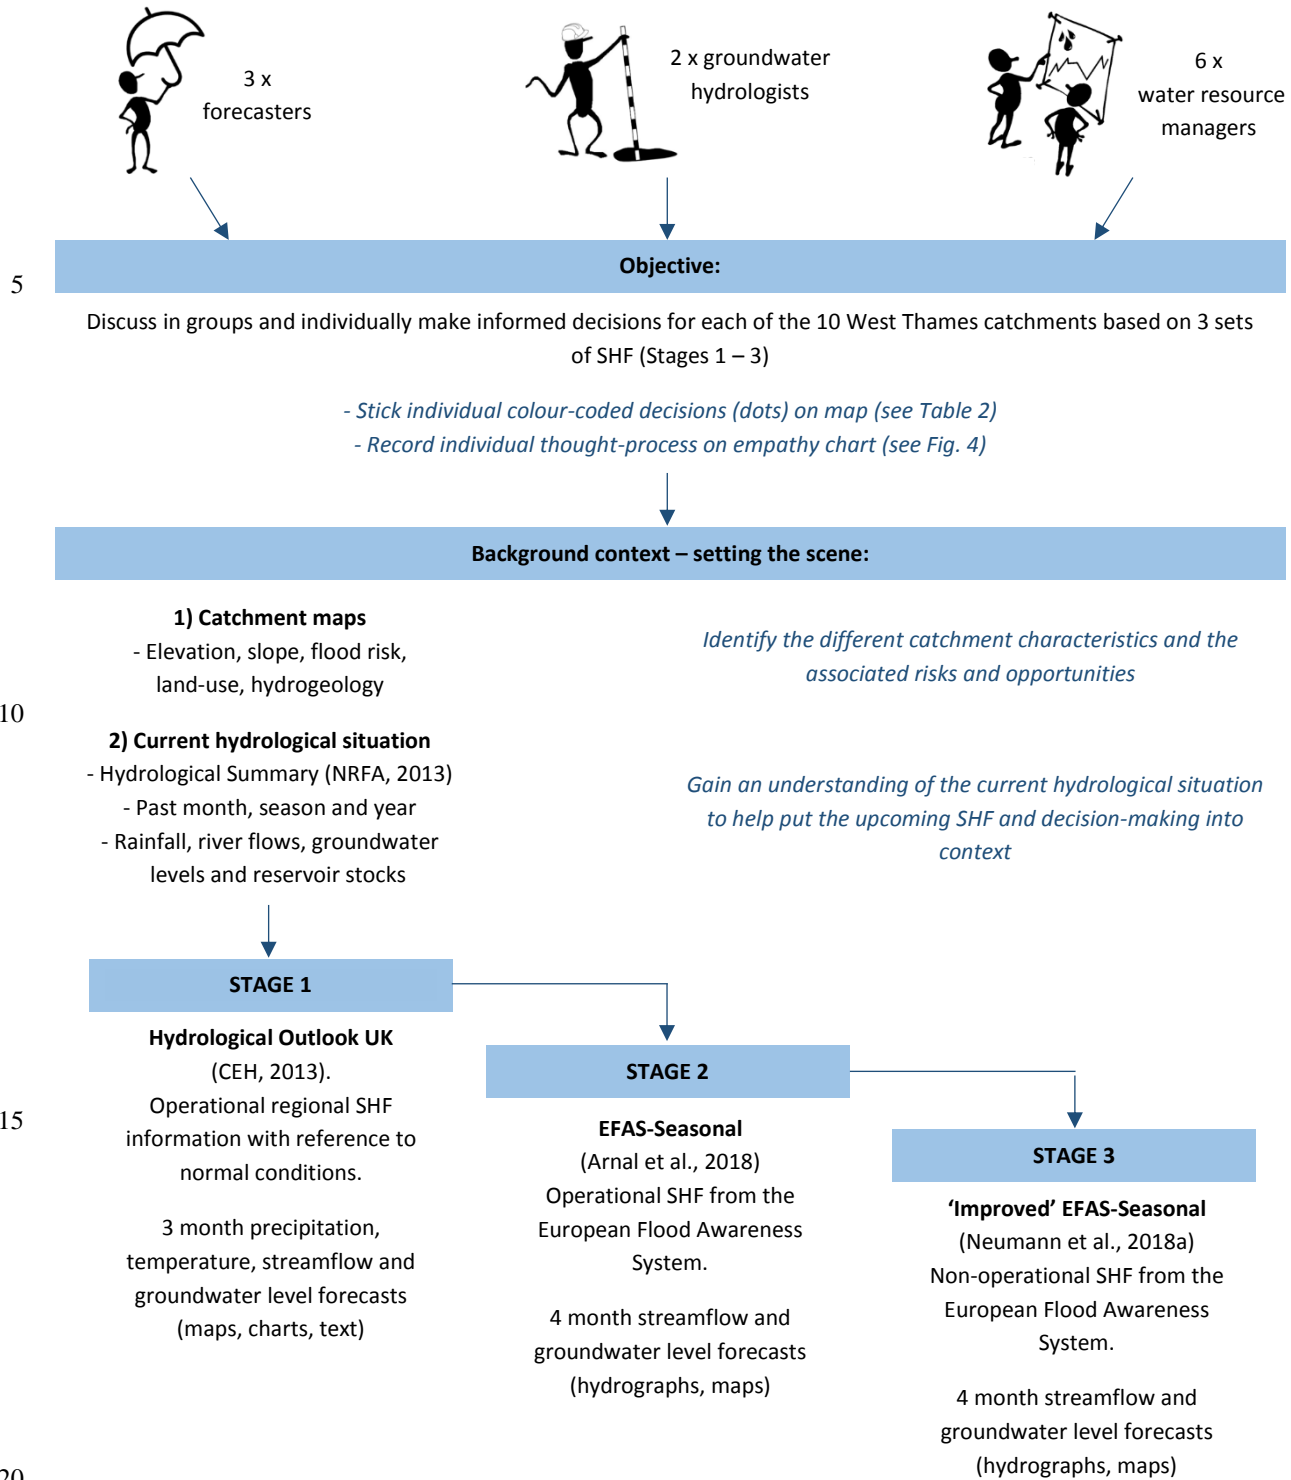 3 x
forecasters
2 x groundwater
hydrologists
6 x
water resource
managers
Objective:
5
Discuss in groups and individually make informed decisions for each of the 10 West Thames catchments based on 3 sets
of SHF (Stages 1 – 3)
- Stick individual colour-coded decisions (dots) on map (see Table 2)
- Record individual thought-process on empathy chart (see Fig. 4)
Background context – setting the scene:
1) Catchment maps
- Elevation, slope, flood risk,
land-use, hydrogeology
Identify the different catchment characteristics and the
associated risks and opportunities
10
2) Current hydrological situation
- Hydrological Summary (NRFA, 2013)
- Past month, season and year
- Rainfall, river flows, groundwater
levels and reservoir stocks
Gain an understanding of the current hydrological situation
to help put the upcoming SHF and decision-making into
context
STAGE 1
Hydrological Outlook UK
(CEH, 2013).
Operational regional SHF
information with reference to
normal conditions.
3 month precipitation,
temperature, streamflow and
groundwater level forecasts
(maps, charts, text)
15
STAGE 2
EFAS-Seasonal
(Arnal et al., 2018)
Operational SHF from the
European Flood Awareness
System.
4 month streamflow and
groundwater level forecasts
(hydrographs, maps)
STAGE 3
‘Improved’ EFAS-Seasonal
(Neumann et al., 2018a)
Non-operational SHF from the
European Flood Awareness
System.
4 month streamflow and
groundwater level forecasts
(hydrographs, maps)
20